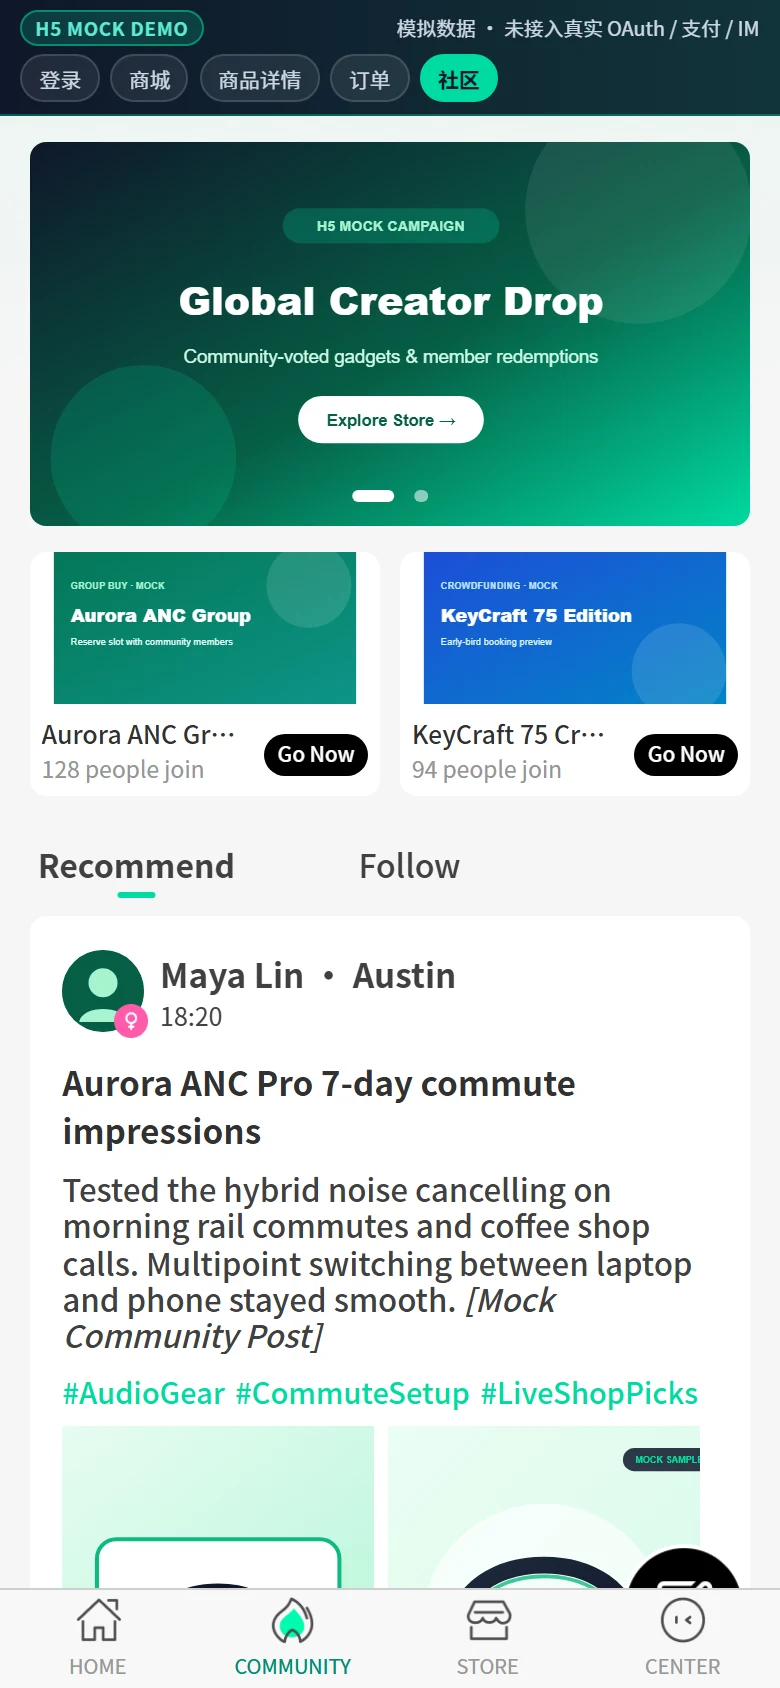 H5 MOCK DEMO
模拟数据 · 未接入真实 OAuth / 支付 / IM
登录 商城 商品详情 订单 社区
H5 MOCK CAMPAIGN
Global Creator Drop
Community-voted gadgets & member redemptions
Explore Store →
GROUP BUY · MOCK
Aurora ANC Group
Reserve slot with community members
Aurora ANC Gr···
128 people join
Go Now
CROWDFUNDING · MOCK
KeyCraft 75 Edition
Early-bird booking preview
KeyCraft 75 Cr···
94 people join
Go Now
Recommend Follow
Maya Lin · Austin
18:20
Aurora ANC Pro 7-day commute
impressions
Tested the hybrid noise cancelling on
morning rail commutes and coffee shop
calls. Multipoint switching between laptop
and phone stayed smooth. [Mock
Community Post]
#AudioGear #CommuteSetup #LiveShopPicks
MOCK SAMPLE
HOME COMMUNITY STORE CENTER